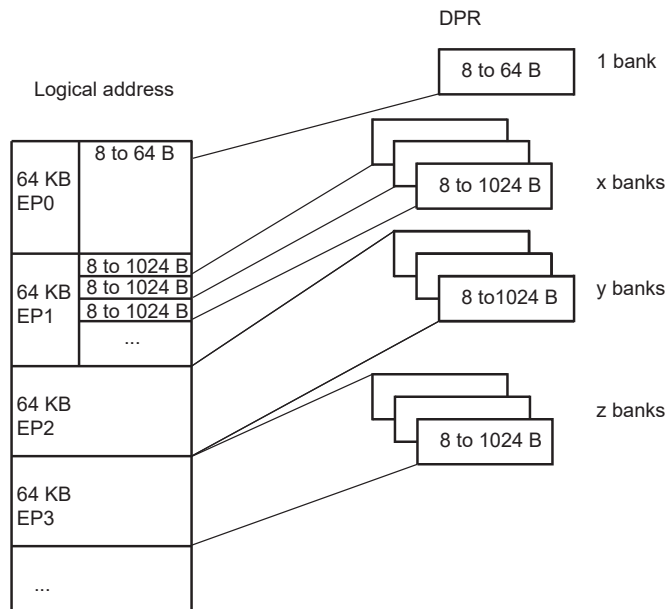 DPR
8 to 64 B
1 bank
Logical address
8 to 64 B
64 KB
EP0
8 to 1024 B
x banks
8 to 1024 B
8 to 1024 B
8 to 1024 B
...
64 KB
EP1
8 to1024 B
y banks
64 KB
EP2
8 to 1024 B
z banks
64 KB
EP3
...